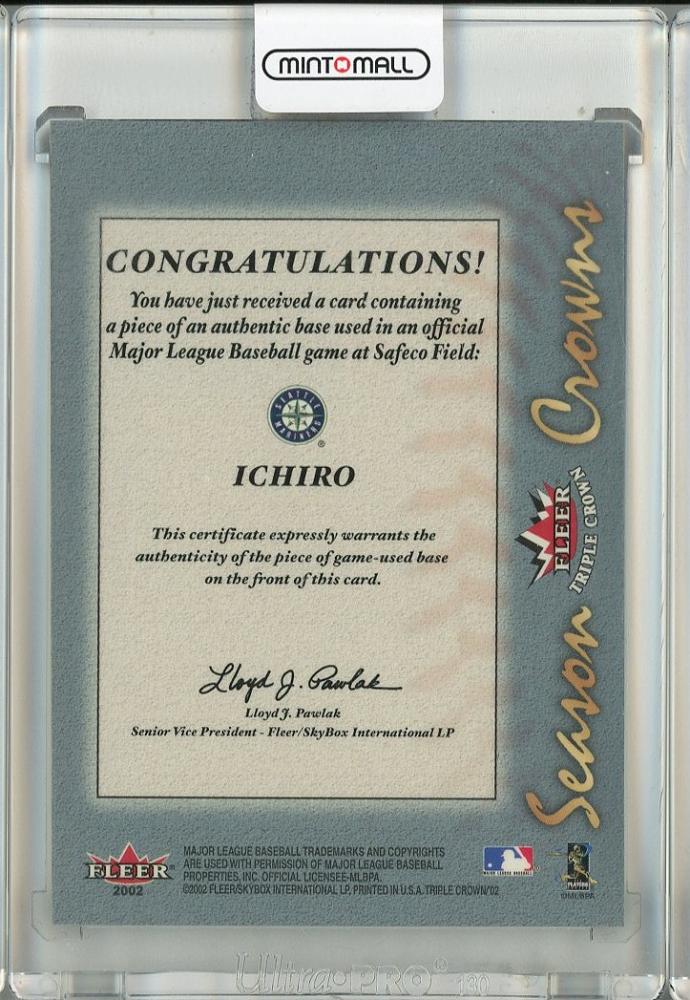 MINTOMALL
CONGRATULATIONS!
You have just received a card containing
a piece of an authentic base used in an official
Major League Baseball game at Safeco Field:
SEATTLE
MARINERS
ICHIRO
This certificate expressly warrants the
authenticity of the piece of game-used base
on the front of this card.
Lloyd J. Pawlak
Lloyd J. Pawlak
Senior Vice President - Fleer/SkyBox International LP
Season
FLEER
TRIPLE CROWN
Crowns
FLEER
2002
MAJOR LEAGUE BASEBALL TRADEMARKS AND COPYRIGHTS
ARE USED WITH PERMISSION OF MAJOR LEAGUE BASEBALL
PROPERTIES, INC. OFFICIAL LICENSEE-MLBPA.
©2002 FLEER/SKYBOX INTERNATIONAL LP, PRINTED IN U.S.A. TRIPLE CROWN/'02
MAJOR LEAGUE BASEBALL
PLAYERS
©MLBPA
Ultra•PRO® 130